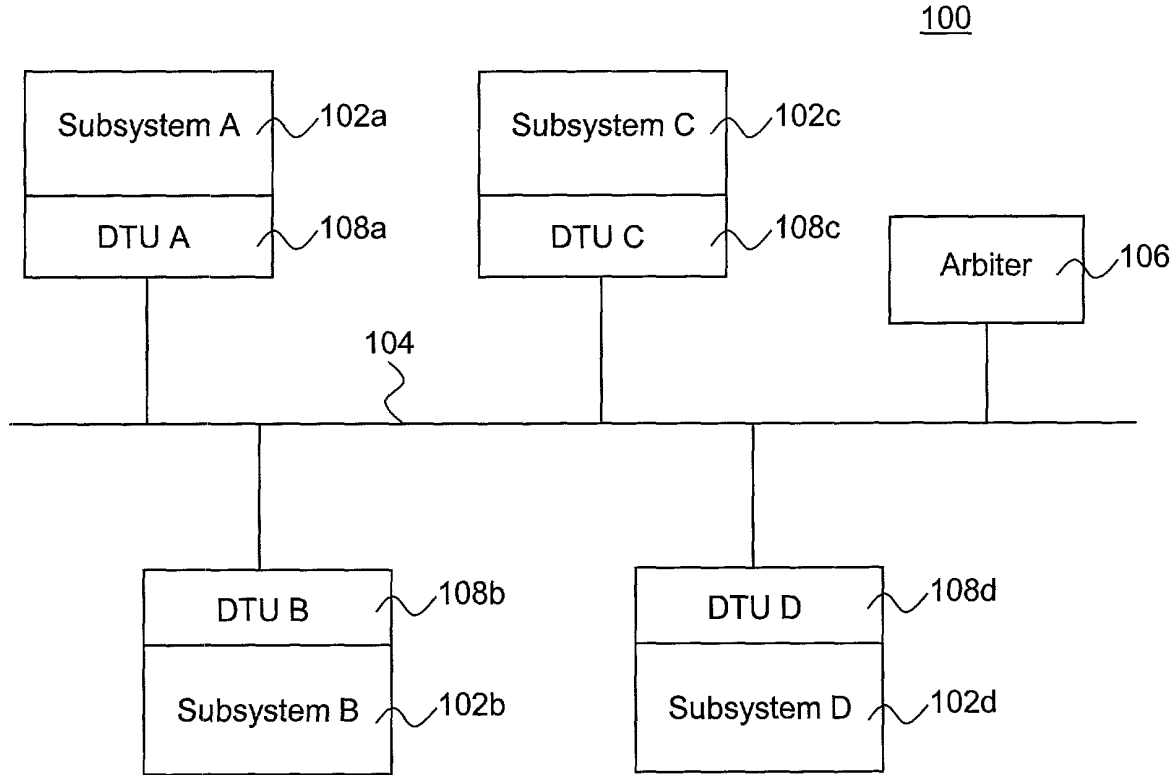 100
Subsystem A
102a
DTU A
108a
Subsystem C
102c
DTU C
108c
Arbiter
106
104
DTU B
108b
Subsystem B
102b
DTU D
108d
Subsystem D
102d